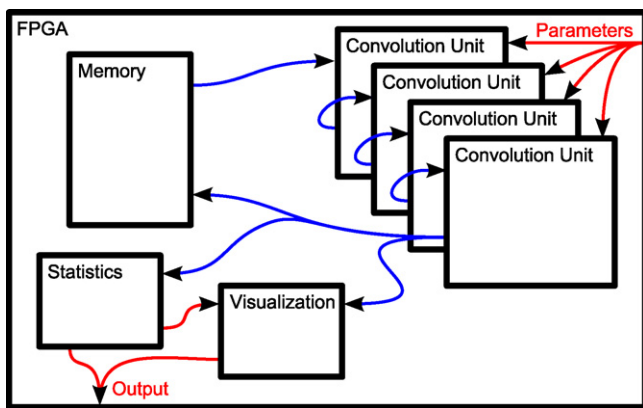 FPGA
Parameters
Convolution Unit
Memory
Convolution Unit
Convolution Unit
Convolution Unit
Statistics
Visualization
Output